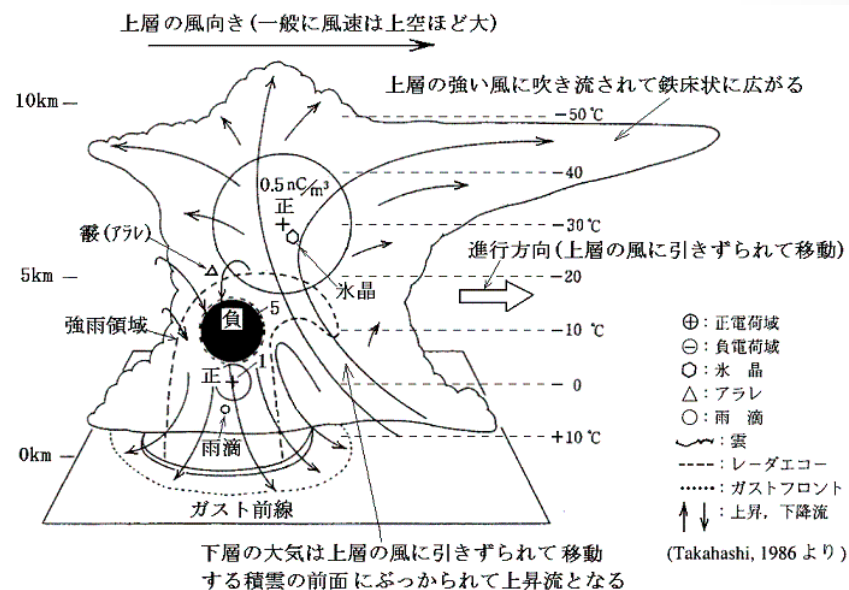 上層の風向き(一般に風速は上空ほど大)
10km
上層の強い風に吹き流されて鉄床状に広がる
−50℃
0.5nC/m³
−40
正
霰(アラレ)
−30℃
進行方向(上層の風に引きずられて移動)
5km
−20
氷晶
強雨領域
負
5
−10℃
正
1
−0
雨滴
0km
+10℃
ガスト前線
⊕：正電荷域
⊖：負電荷域
：氷　晶
△：アラレ
○：雨　滴
：雲
：レーダエコー
：ガストフロント
↑↓：上昇，下降流
(Takahashi, 1986 より)
下層の大気は上層の風に引きずられて移動
する積雲の前面にぶっかられて上昇流となる